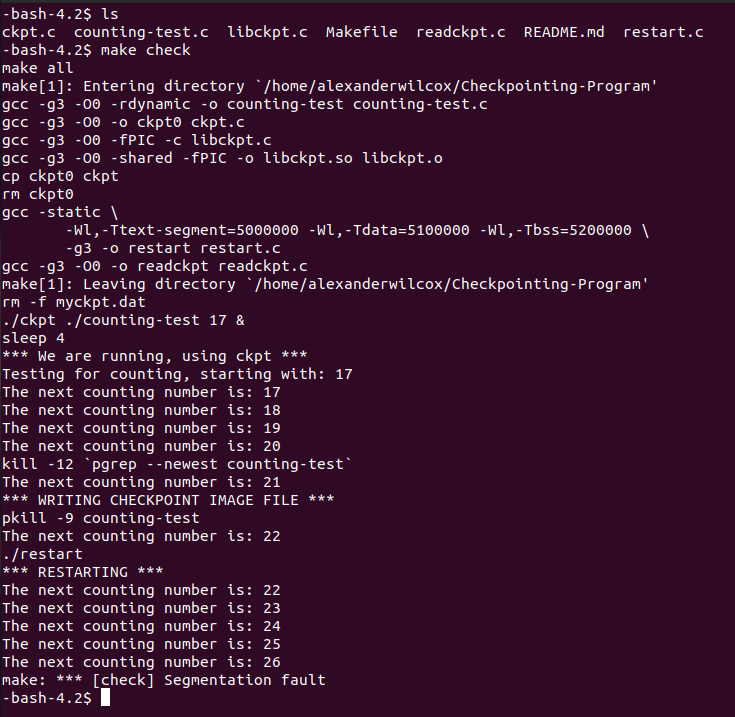 -bash-4.2$ ls
ckpt.c  counting-test.c  libckpt.c  Makefile  readckpt.c  README.md  restart.c
-bash-4.2$ make check
make all
make[1]: Entering directory `/home/alexanderwilcox/Checkpointing-Program'
gcc -g3 -O0 -rdynamic -o counting-test counting-test.c
gcc -g3 -O0 -o ckpt0 ckpt.c
gcc -g3 -O0 -fPIC -c libckpt.c
gcc -g3 -O0 -shared -fPIC -o libckpt.so libckpt.o
cp ckpt0 ckpt
rm ckpt0
gcc -static \
        -Wl,-Ttext-segment=5000000 -Wl,-Tdata=5100000 -Wl,-Tbss=5200000 \
        -g3 -o restart restart.c
gcc -g3 -O0 -o readckpt readckpt.c
make[1]: Leaving directory `/home/alexanderwilcox/Checkpointing-Program'
rm -f myckpt.dat
./ckpt ./counting-test 17 &
sleep 4
*** We are running, using ckpt ***
Testing for counting, starting with: 17
The next counting number is: 17
The next counting number is: 18
The next counting number is: 19
The next counting number is: 20
kill -12 `pgrep --newest counting-test`
The next counting number is: 21
*** WRITING CHECKPOINT IMAGE FILE ***
pkill -9 counting-test
The next counting number is: 22
./restart
*** RESTARTING ***
The next counting number is: 22
The next counting number is: 23
The next counting number is: 24
The next counting number is: 25
The next counting number is: 26
make: *** [check] Segmentation fault
-bash-4.2$